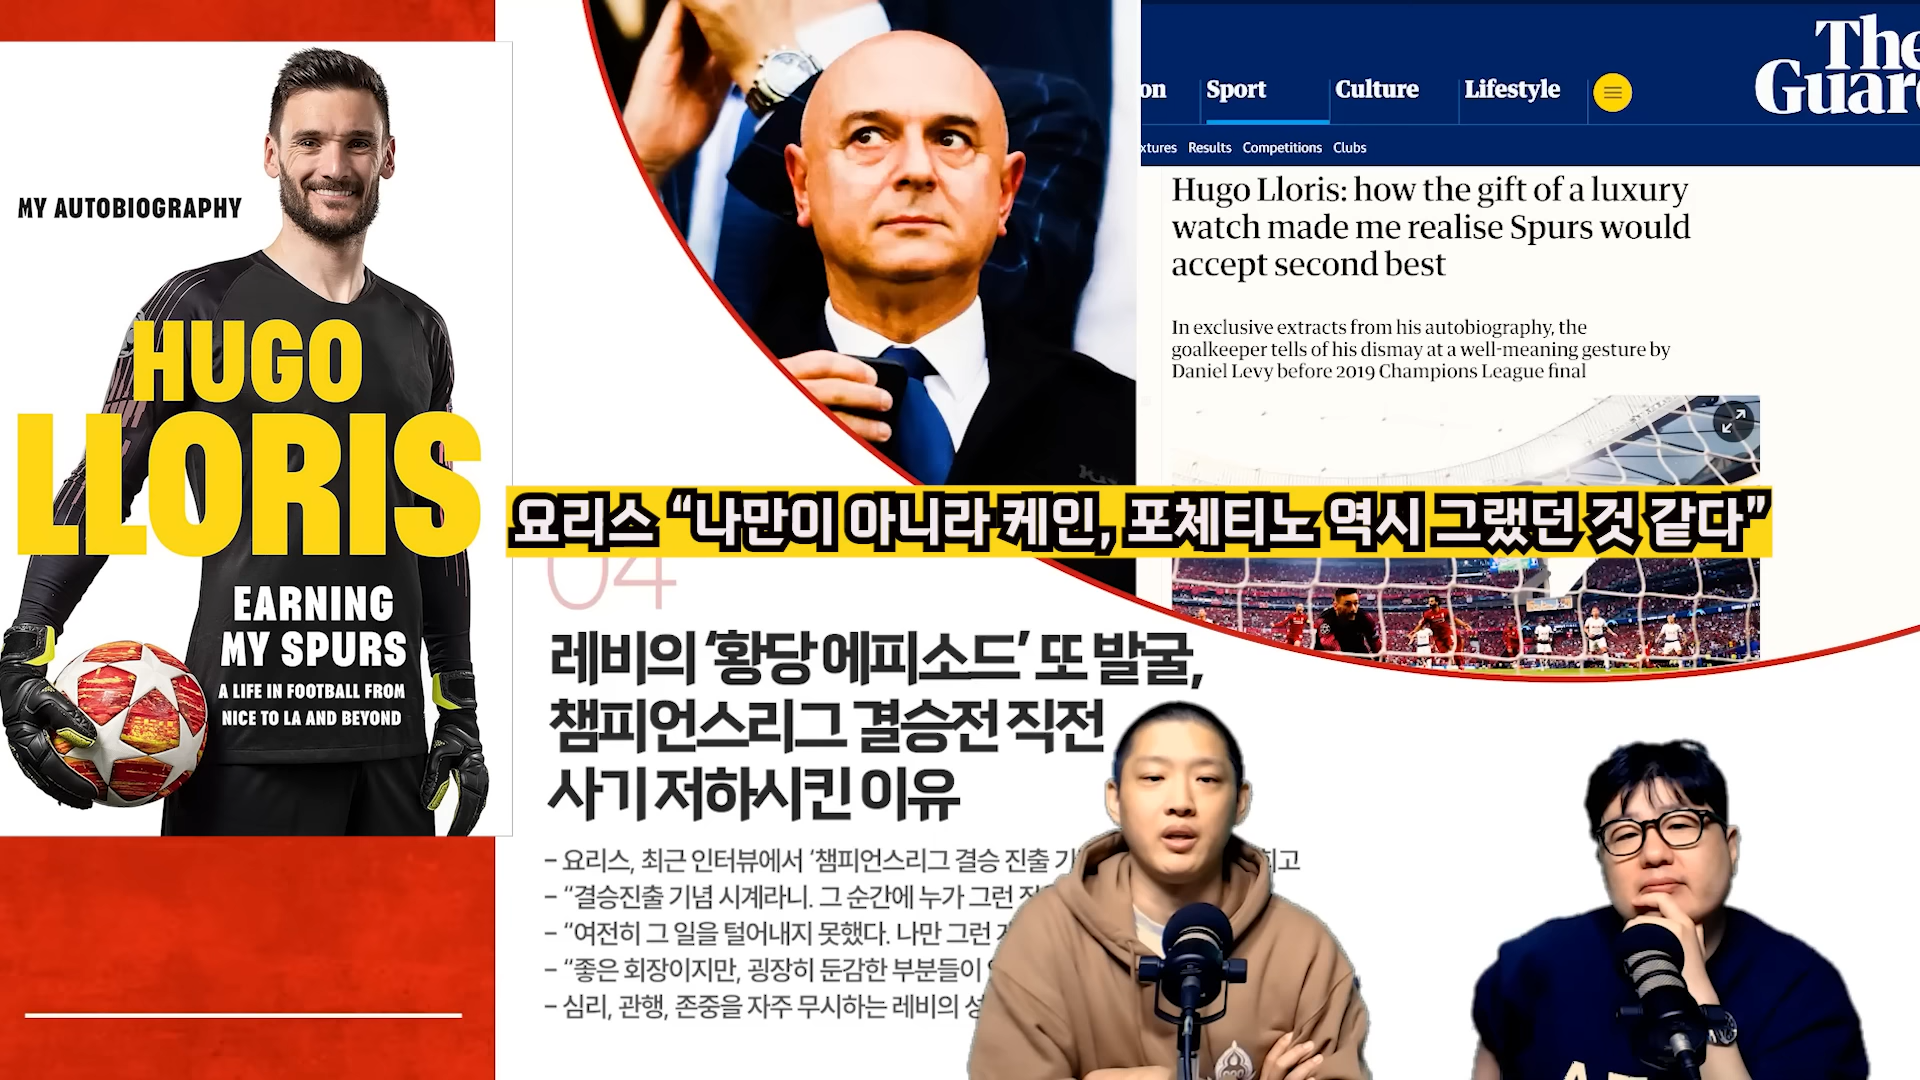 MY AUTOBIOGRAPHY
HUGO
LLORIS
EARNING
MY SPURS
A LIFE IN FOOTBALL FROM
NICE TO LA AND BEYOND
The
Sport
Culture
Lifestyle
Results
Competitions
Clubs
Hugo Lloris: how the gift of a luxury
watch made me realise Spurs would
accept second best
In exclusive extracts from his autobiography, the
goalkeeper tells of his dismay at a well-meaning gesture by
Daniel Levy before 2019 Champions League final
요리스 “나만이 아니라 케인, 포체티노 역시 그랬던 것 같다”
04
레비의 ‘황당 에피소드’ 또 발굴,
챔피언스리그 결승전 직전
사기 저하시킨 이유
- 요리스, 최근 인터뷰에서 ‘챔피언스리그 결승 진출
- “결승진출 기념 시계라니. 그 순간에 누가 그런
- “여전히 그 일을 털어내지 못했다. 나만 그런
- “좋은 회장이지만, 굉장히 둔감한 부분들이
- 심리, 관행, 존중을 자주 무시하는 레비의